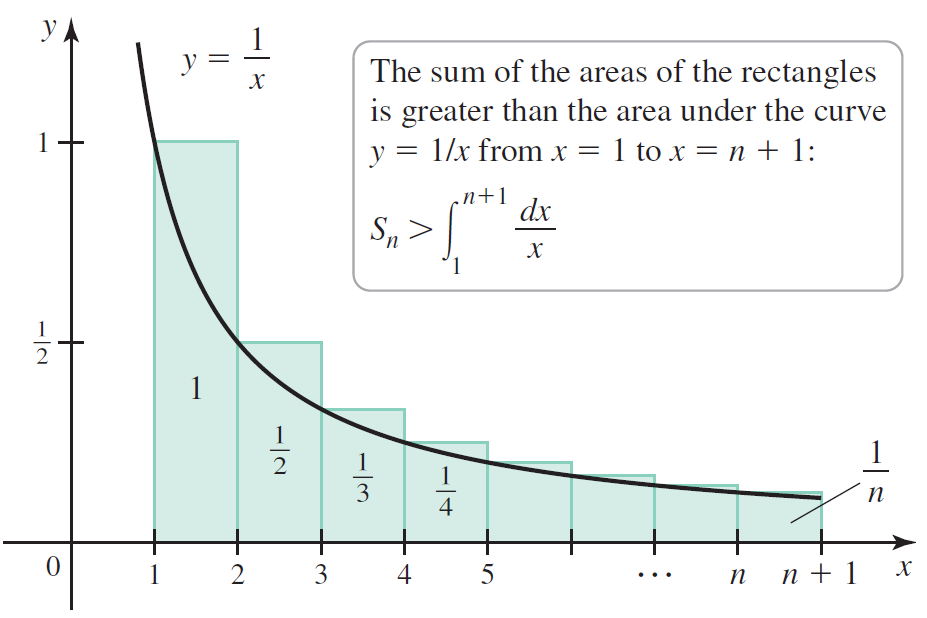 y
y = 1/x
The sum of the areas of the rectangles
is greater than the area under the curve
y = 1/x from x = 1 to x = n + 1:
Sₙ > ∫₁ⁿ⁺¹ dx/x
1
1/2
1
1/2
1/3
1/4
1/n
0
1 2 3 4 5 … n n + 1 x